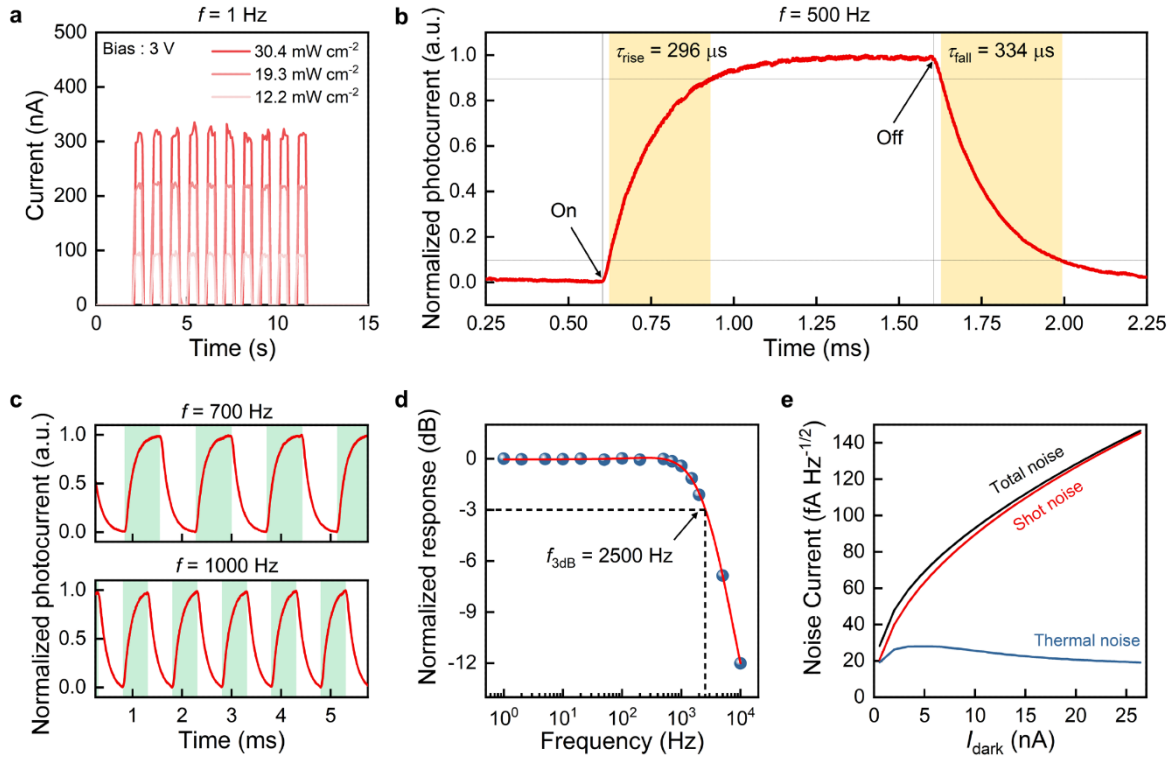 a
f = 1 Hz
Bias : 3 V
30.4 mW cm⁻²
19.3 mW cm⁻²
12.2 mW cm⁻²
Current (nA)
500
400
300
200
100
0
0 5 10 15
Time (s)
b
f = 500 Hz
τrise = 296 μs
τfall = 334 μs
On
Off
Normalized photocurrent (a.u.)
1.0
0.8
0.6
0.4
0.2
0.0
0.25 0.50 0.75 1.00 1.25 1.50 1.75 2.00 2.25
Time (ms)
c
f = 700 Hz
1.0
0.5
0.0
f = 1000 Hz
1.0
0.5
0.0
Normalized photocurrent (a.u.)
1 2 3 4 5
Time (ms)
d
Normalized response (dB)
0
-3
-6
-9
-12
f3dB = 2500 Hz
10⁰ 10¹ 10² 10³ 10⁴
Frequency (Hz)
e
Noise Current (fA Hz⁻¹/²)
140
120
100
80
60
40
20
0
Total noise
Shot noise
Thermal noise
0 5 10 15 20 25
Idark (nA)